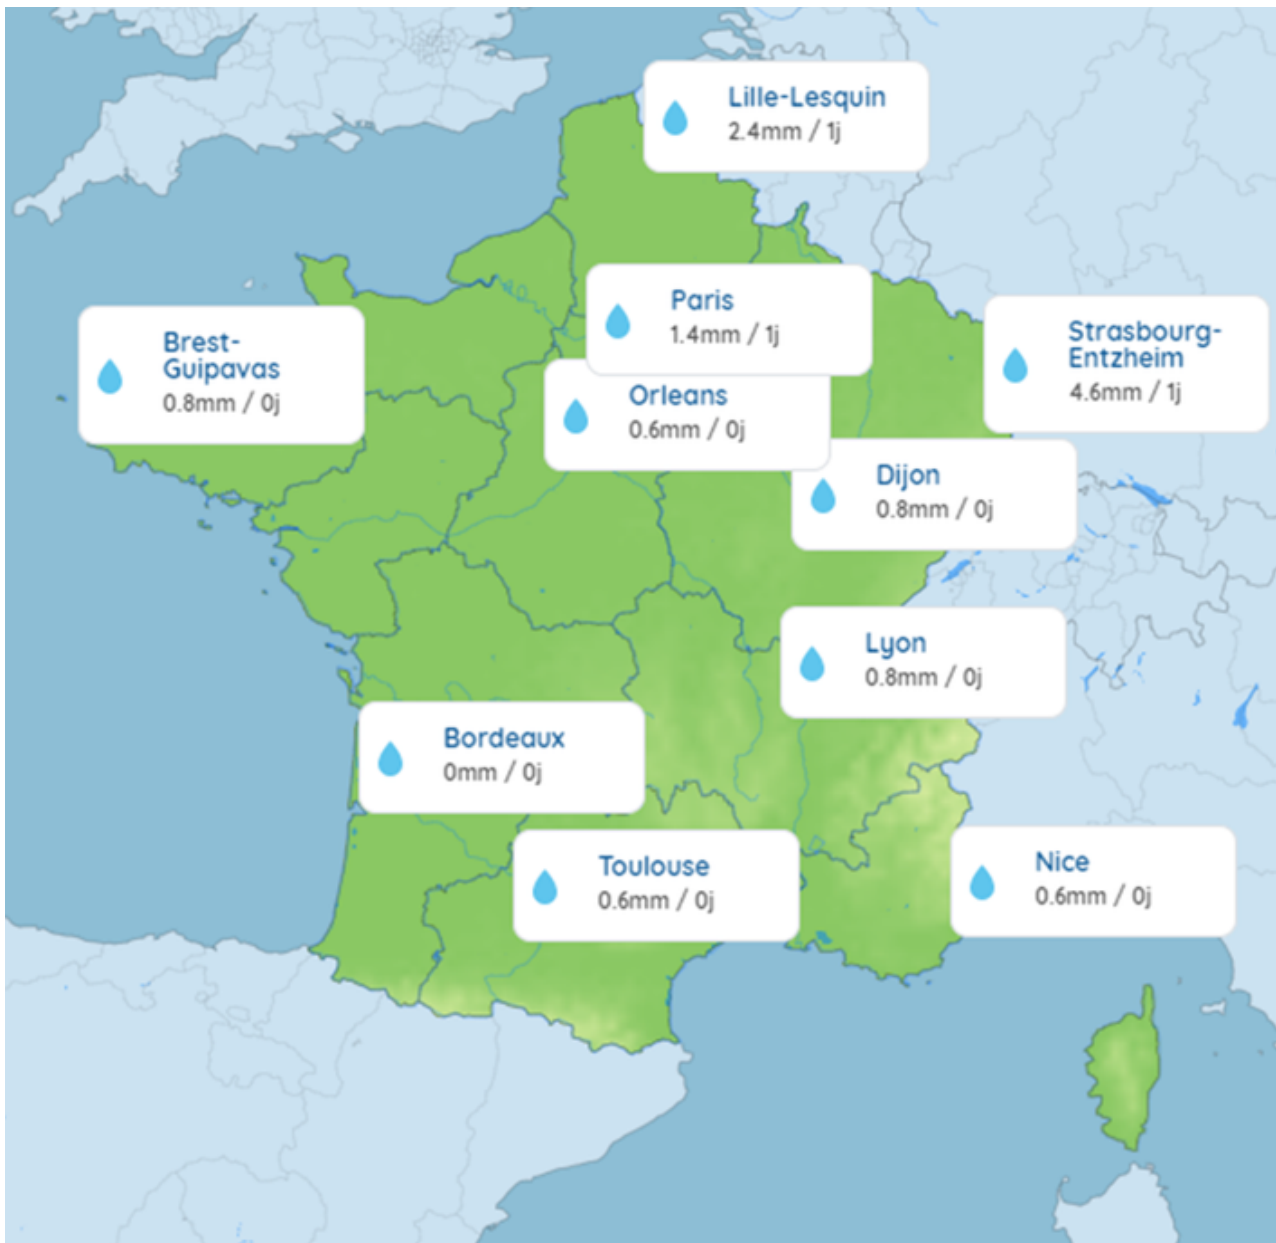 Lille-Lesquin
2.4mm / 1j
Paris
1.4mm / 1j
Brest-
Guipavas
0.8mm / 0j
Strasbourg-
Entzheim
4.6mm / 1j
Orleans
0.6mm / 0j
Dijon
0.8mm / 0j
Lyon
0.8mm / 0j
Bordeaux
0mm / 0j
Toulouse
0.6mm / 0j
Nice
0.6mm / 0j